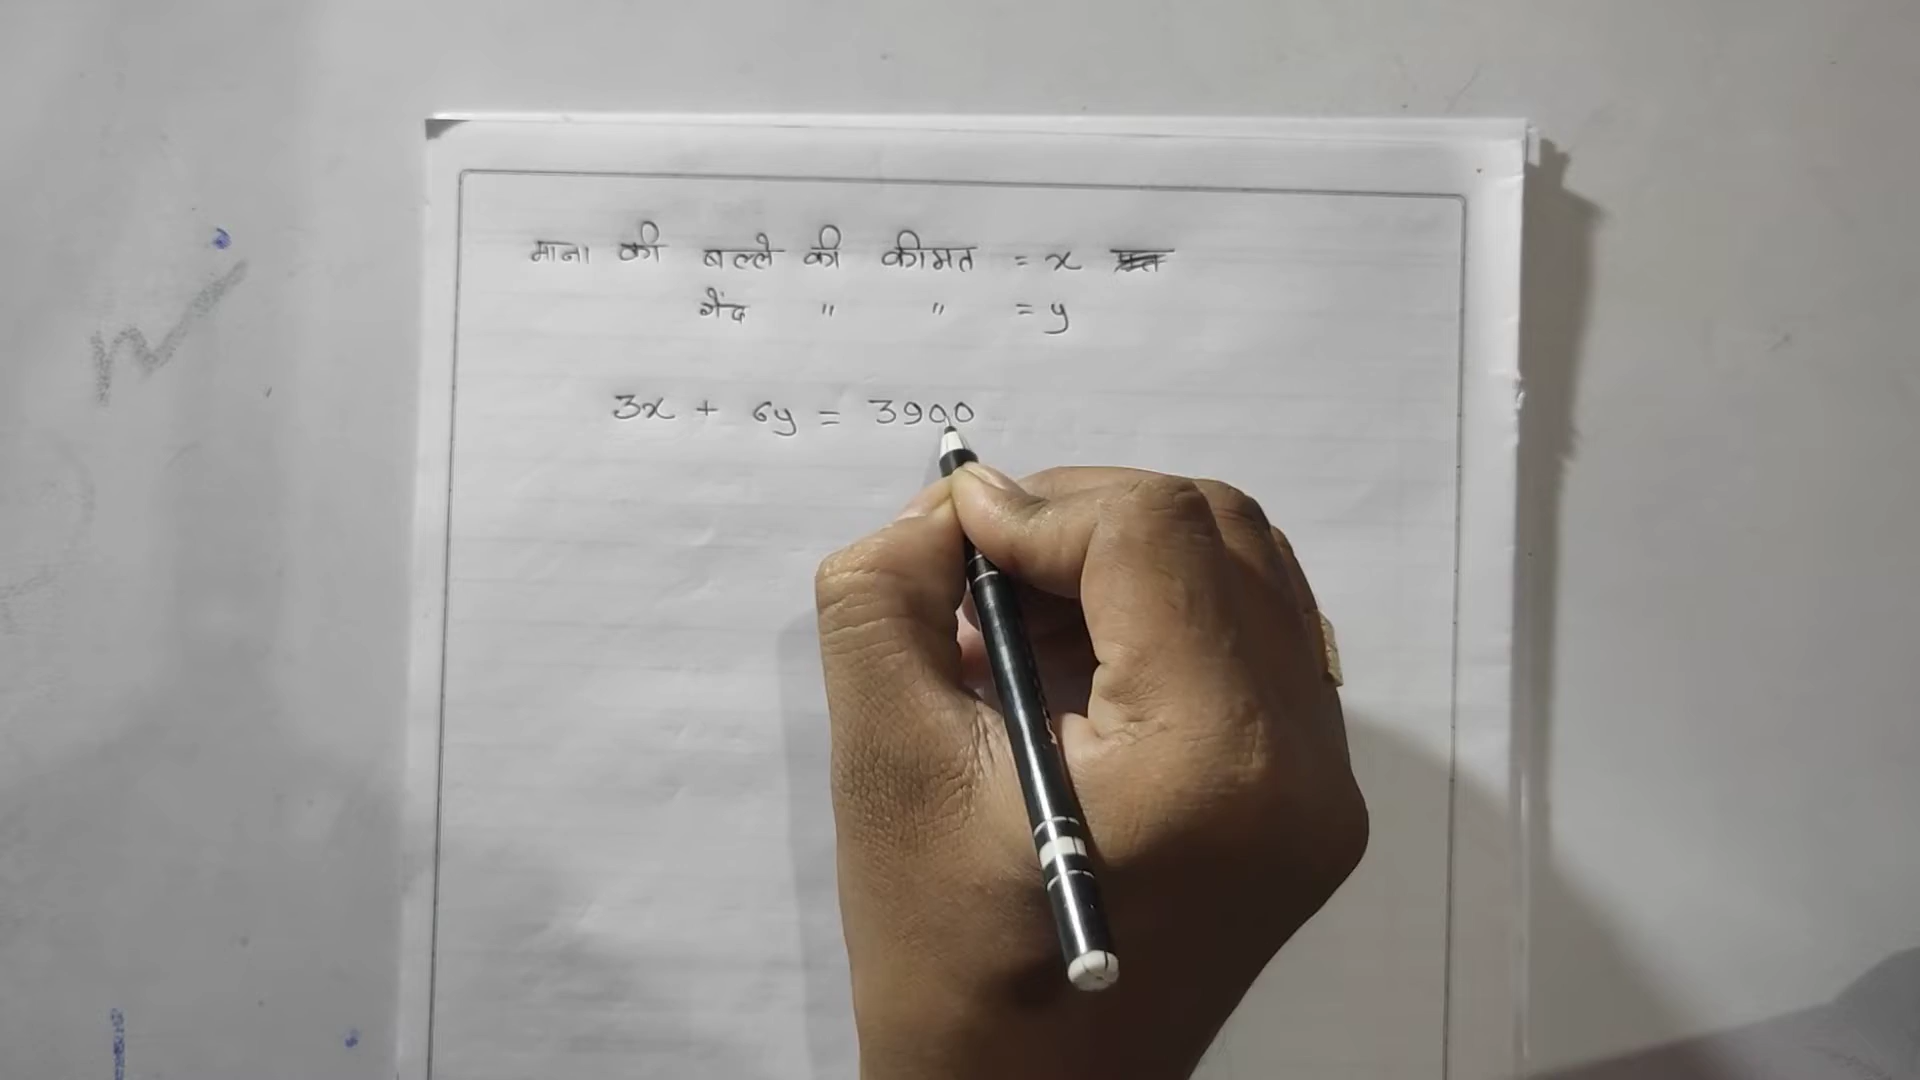 माना की बल्ले की कीमत = x
गेंद " " = y
3x + 6y = 3900